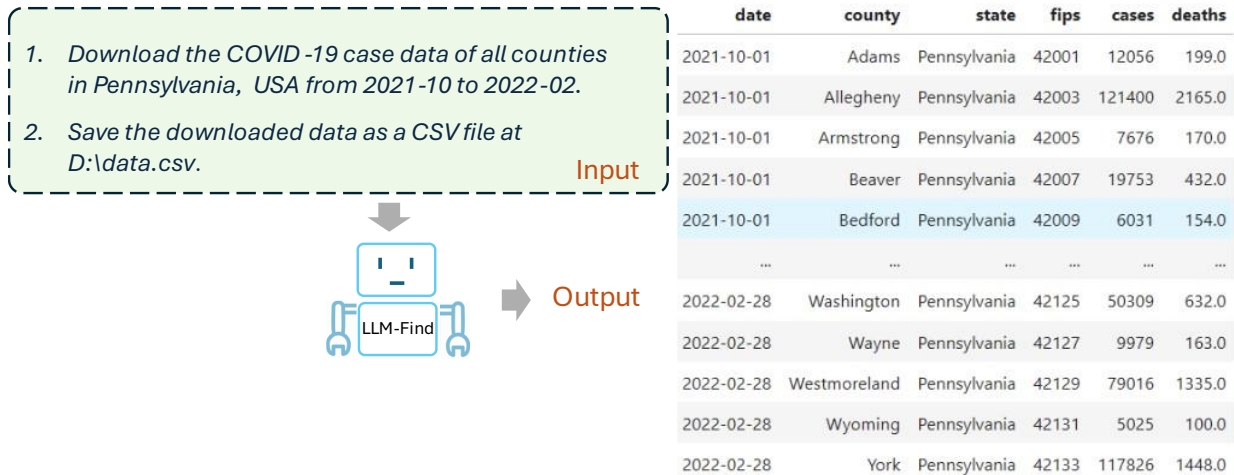 1. Download the COVID-19 case data of all counties
in Pennsylvania, USA from 2021-10 to 2022-02.
2. Save the downloaded data as a CSV file at
D:\data.csv.
Input
LLM-Find
Output
date county state fips cases deaths
2021-10-01 Adams Pennsylvania 42001 12056 199.0
2021-10-01 Allegheny Pennsylvania 42003 121400 2165.0
2021-10-01 Armstrong Pennsylvania 42005 7676 170.0
2021-10-01 Beaver Pennsylvania 42007 19753 432.0
2021-10-01 Bedford Pennsylvania 42009 6031 154.0
... ... ... ... ... ...
2022-02-28 Washington Pennsylvania 42125 50309 632.0
2022-02-28 Wayne Pennsylvania 42127 9979 163.0
2022-02-28 Westmoreland Pennsylvania 42129 79016 1335.0
2022-02-28 Wyoming Pennsylvania 42131 5025 100.0
2022-02-28 York Pennsylvania 42133 117826 1448.0